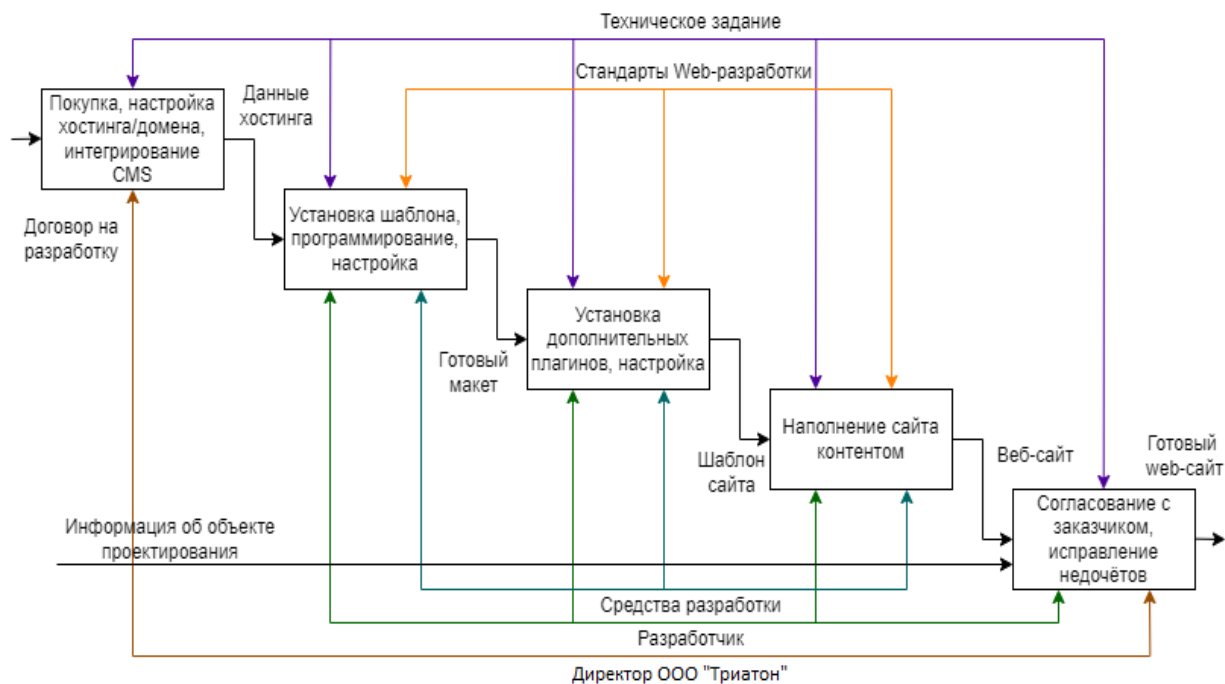 Техническое задание
Стандарты Web-разработки
Покупка, настройка
хостинга/домена,
интегрирование
CMS
Данные
хостинга
Договор на
разработку
Установка шаблона,
программирование,
настройка
Готовый
макет
Установка
дополнительных
плагинов, настройка
Шаблон
сайта
Наполнение сайта
контентом
Веб-сайт
Готовый
web-сайт
Согласование с
заказчиком,
исправление
недочётов
Информация об объекте
проектирования
Средства разработки
Разработчик
Директор ООО "Триатон"